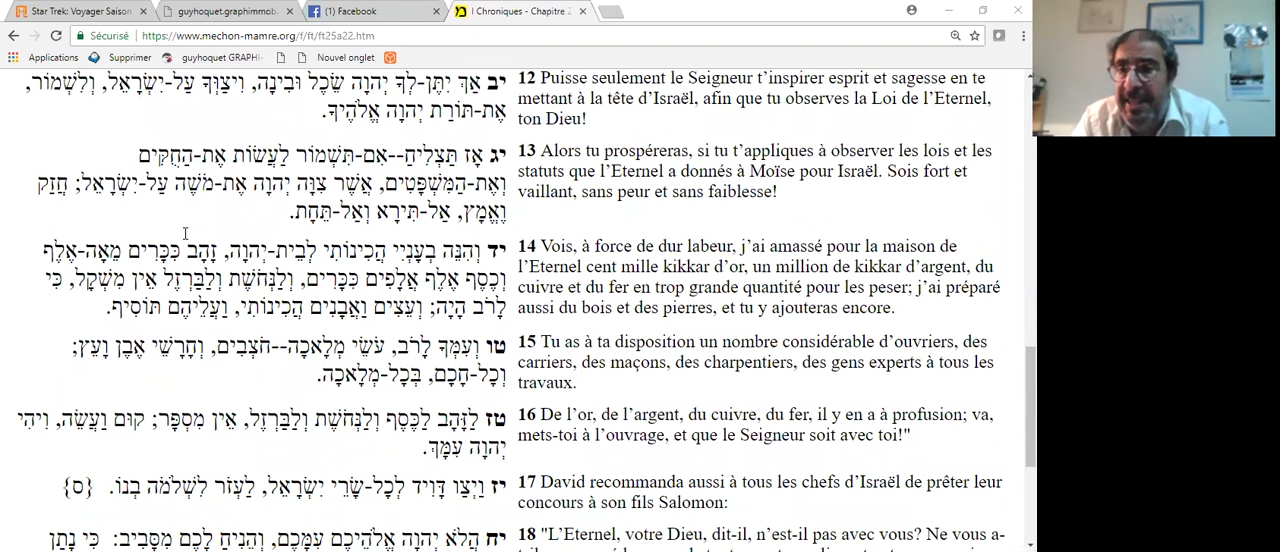 Star Trek: Voyager Saison
guyhoquet.graphimmob
(1) Facebook
I Chroniques - Chapitre 2
Sécurisé
https://www.mechon-mamre.org/f/ft/ft25a22.htm
Applications
Supprimer
guyhoquet GRAPHI
Nouvel onglet
יב אַךְ יִתֶּן-לְךָ יְהוָה שֵׂכֶל וּבִינָה, וִיצַוְּךָ עַל-יִשְׂרָאֵל, וְלִשְׁמוֹר,
אֶת-תּוֹרַת יְהוָה אֱלֹהֶיךָ.
12 Puisse seulement le Seigneur t’inspirer esprit et sagesse en te
mettant à la tête d’Israël, afin que tu observes la Loi de l’Eternel,
ton Dieu!
יג אָז תַּצְלִיחַ--אִם-תִּשְׁמוֹר לַעֲשׂוֹת אֶת-הַחֻקִּים
וְאֶת-הַמִּשְׁפָּטִים, אֲשֶׁר צִוָּה יְהוָה אֶת-מֹשֶׁה עַל-יִשְׂרָאֵל; חֲזַק
וֶאֱמָץ, אַל-תִּירָא וְאַל-תֵּחָת.
13 Alors tu prospéreras, si tu t’appliques à observer les lois et les
statuts que l’Eternel a donnés à Moïse pour Israël. Sois fort et
vaillant, sans peur et sans faiblesse!
יד וְהִנֵּה בְעָנְיִי הֲכִינוֹתִי לְבֵית-יְהוָה, זָהָב כִּכָּרִים מֵאָה-אֶלֶף
וְכֶסֶף אֶלֶף אֲלָפִים כִּכָּרִים, וְלַנְּחֹשֶׁת וְלַבַּרְזֶל אֵין מִשְׁקָל, כִּי
לָרֹב הָיָה; וְעֵצִים וַאֲבָנִים הֲכִינוֹתִי, וַעֲלֵיהֶם תּוֹסִיף.
14 Vois, à force de dur labeur, j’ai amassé pour la maison de
l’Eternel cent mille kikkar d’or, un million de kikkar d’argent, du
cuivre et du fer en trop grande quantité pour les peser; j’ai préparé
aussi du bois et des pierres, et tu y ajouteras encore.
טו וְעִמְּךָ לָרֹב, עֹשֵׂי מְלָאכָה--חֹצְבִים, וְחָרָשֵׁי אֶבֶן וָעֵץ;
וְכָל-חָכָם, בְּכָל-מְלָאכָה.
15 Tu as à ta disposition un nombre considérable d’ouvriers, des
carriers, des maçons, des charpentiers, des gens experts à tous les
travaux.
טז לַזָּהָב לַכֶּסֶף וְלַנְּחֹשֶׁת וְלַבַּרְזֶל, אֵין מִסְפָּר; קוּם וַעֲשֵׂה, וִיהִי
יְהוָה עִמָּךְ.
16 De l’or, de l’argent, du cuivre, du fer, il y en a à profusion; va,
mets-toi à l’ouvrage, et que le Seigneur soit avec toi!"
יז וַיְצַו דָּוִיד לְכָל-שָׂרֵי יִשְׂרָאֵל, לַעְזֹר לִשְׁלֹמֹה בְנוֹ. {ס}
17 David recommanda aussi à tous les chefs d’Israël de prêter leur
concours à son fils Salomon:
יח הֲלֹא יְהוָה אֱלֹהֵיכֶם עִמָּכֶם, וְהֵנִיחַ לָכֶם מִסָּבִיב: כִּי נָתַן
18 "L’Eternel, votre Dieu, dit-il, n’est-il pas avec vous? Ne vous a-